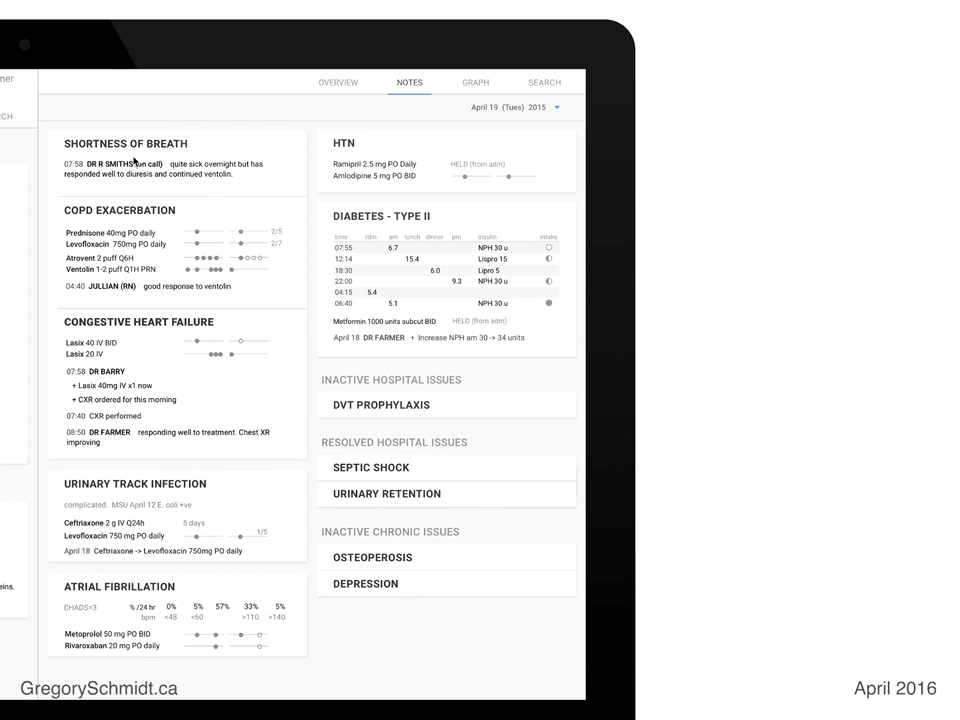 ner
RCH
eins.
OVERVIEW NOTES GRAPH SEARCH
April 19 (Tues) 2015
SHORTNESS OF BREATH
07:58 DR R SMITHS (on call) quite sick overnight but has
responded well to diuresis and continued ventolin.
COPD EXACERBATION
Prednisone 40mg PO daily 2/5
Levofloxacin 750mg PO daily 2/7
Atrovent 2 puff Q6H
Ventolin 1-2 puff Q1H PRN
04:40 JULLIAN (RN) good response to ventolin
CONGESTIVE HEART FAILURE
Lasix 40 IV BID
Lasix 20 IV
07:58 DR BARRY
+ Lasix 40mg IV x1 now
+ CXR ordered for this morning
07:40 CXR performed
08:50 DR FARMER responding well to treatment. Chest XR
improving
URINARY TRACK INFECTION
complicated. MSU April 12 E. coli +ve
Ceftriaxone 2 g IV Q24h 5 days
Levofloxacin 750 mg PO daily 1/5
April 18 Ceftriaxone -> Levofloxacin 750mg PO daily
ATRIAL FIBRILLATION
CHADS=3 % /24 hr 0% 5% 57% 33% 5%
bpm <48 <60 >110 >140
Metoprolol 50 mg PO BID
Rivaroxaban 20 mg PO daily
HTN
Ramipril 2.5 mg PO Daily HELD (from adm)
Amlodipine 5 mg PO BID
DIABETES - TYPE II
time rdm am lunch dinner pm insulin intake
07:55 6.7 NPH 30 u
12:14 15.4 Lispro 15
18:30 6.0 Lipro 5
22:00 9.3 NPH 30 u
04:15 5.4
06:40 5.1 NPH 30 u
Metformin 1000 units subcut BID HELD (from adm)
April 18 DR FARMER + Increase NPH am 30 -> 34 units
INACTIVE HOSPITAL ISSUES
DVT PROPHYLAXIS
RESOLVED HOSPITAL ISSUES
SEPTIC SHOCK
URINARY RETENTION
INACTIVE CHRONIC ISSUES
OSTEOPEROSIS
DEPRESSION
GregorySchmidt.ca
April 2016